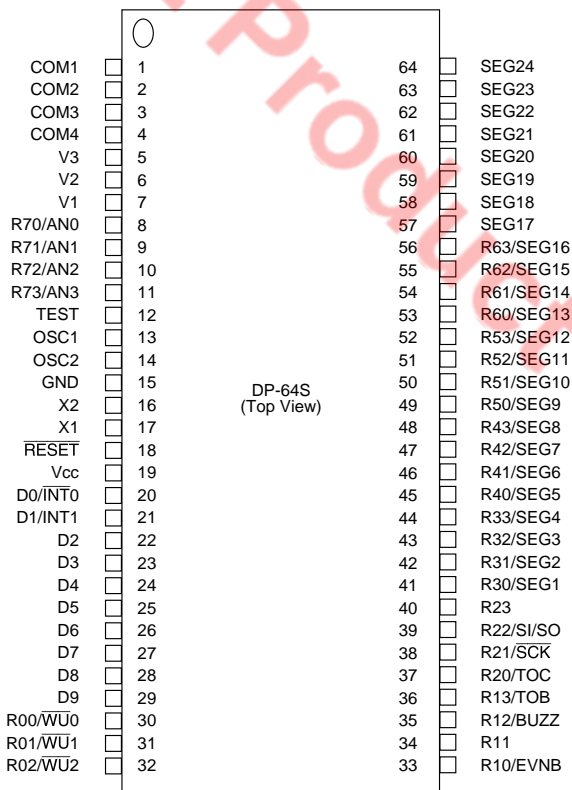 COM1 1 64 SEG24
COM2 2 63 SEG23
COM3 3 62 SEG22
COM4 4 61 SEG21
V3 5 60 SEG20
V2 6 59 SEG19
V1 7 58 SEG18
R70/AN0 8 57 SEG17
R71/AN1 9 56 R63/SEG16
R72/AN2 10 55 R62/SEG15
R73/AN3 11 54 R61/SEG14
TEST 12 53 R60/SEG13
OSC1 13 52 R53/SEG12
OSC2 14 51 R52/SEG11
GND 15 50 R51/SEG10
DP-64S
(Top View)
X2 16 49 R50/SEG9
X1 17 48 R43/SEG8
RESET 18 47 R42/SEG7
Vcc 19 46 R41/SEG6
D0/INT0 20 45 R40/SEG5
D1/INT1 21 44 R33/SEG4
D2 22 43 R32/SEG3
D3 23 42 R31/SEG2
D4 24 41 R30/SEG1
D5 25 40 R23
D6 26 39 R22/SI/SO
D7 27 38 R21/SCK
D8 28 37 R20/TOC
D9 29 36 R13/TOB
R00/WU0 30 35 R12/BUZZ
R01/WU1 31 34 R11
R02/WU2 32 33 R10/EVNB
Product